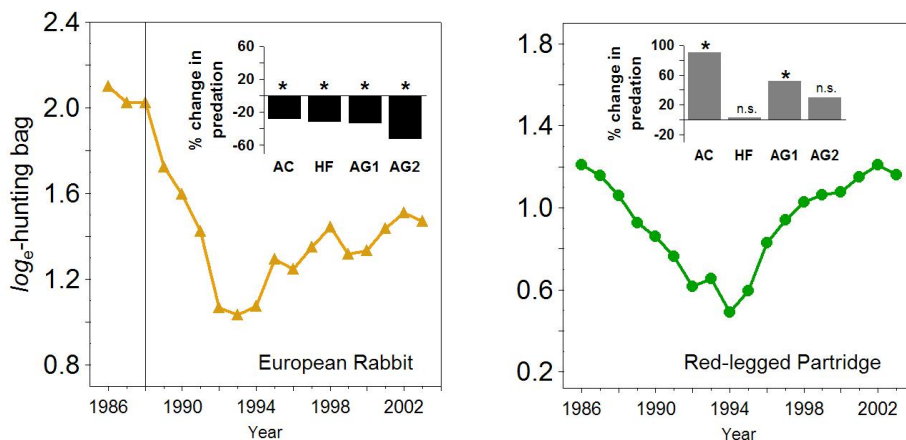 log<sub>e</sub>-hunting bag
2.4
2.0
1.6
1.2
0.8
1986
1990
1994
1998
2002
Year
European Rabbit
% change in
predation
60
20
-20
-60
* * * *
AC HF AG1 AG2
1.8
1.4
1.0
0.6
0.2
1986
1990
1994
1998
2002
Year
Red-legged Partridge
% change in
predation
100
60
20
-20
* n.s. * n.s.
AC HF AG1 AG2